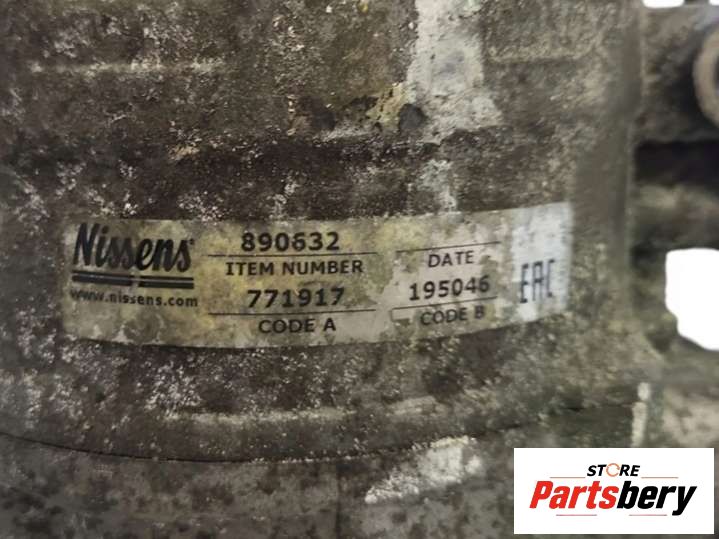 Nissens®
www.nissens.com
890632
ITEM NUMBER
771917
CODE A
DATE
195046
CODE B
EAC
STORE
Partsbery